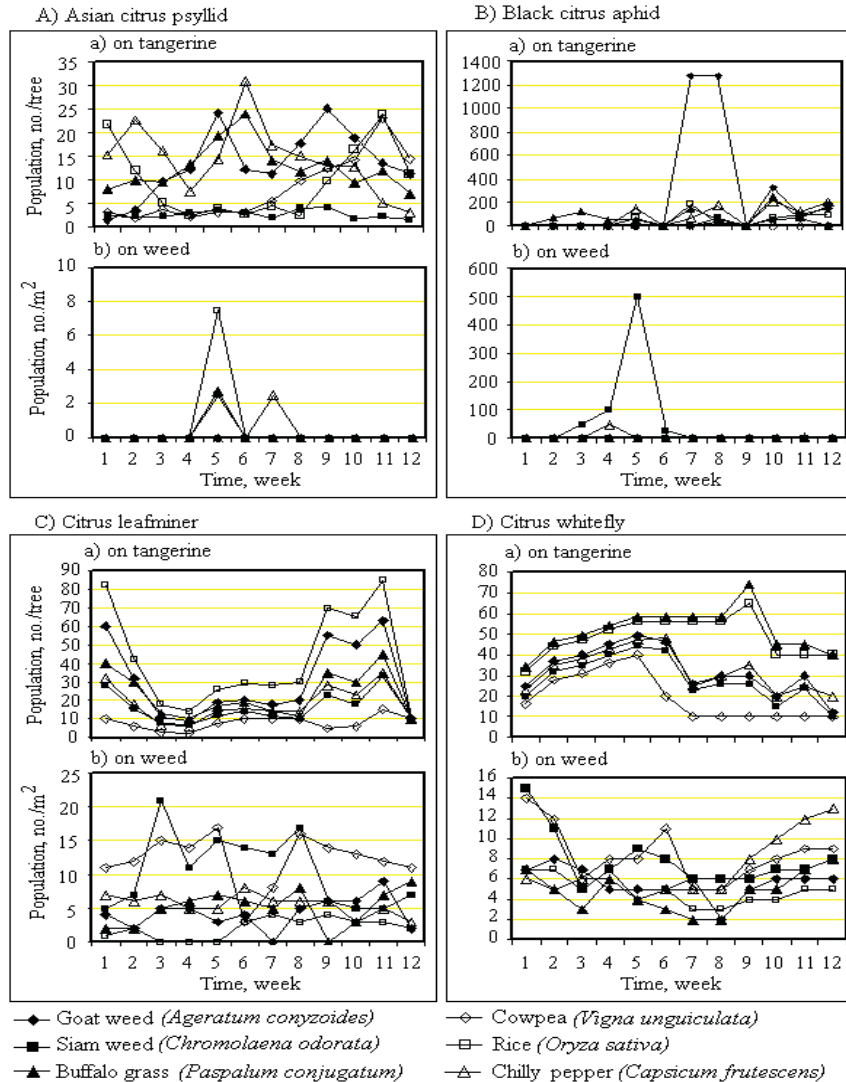 A) Asian citrus psyllid
B) Black citrus aphid
a) on tangerine
a) on tangerine
Population, no./tree
35
30
25
20
15
10
5
0
1400
1200
1000
800
600
400
200
0
b) on weed
b) on weed
Population, no./m²
10
8
6
4
2
0
600
500
400
300
200
100
0
1 2 3 4 5 6 7 8 9 10 11 12
1 2 3 4 5 6 7 8 9 10 11 12
Time, week
Time, week
C) Citrus leafminer
D) Citrus whitefly
a) on tangerine
a) on tangerine
Population, no./tree
90
80
70
60
50
40
30
20
10
0
80
70
60
50
40
30
20
10
0
b) on weed
b) on weed
Population, no./m²
25
20
15
10
5
0
16
14
12
10
8
6
4
2
0
1 2 3 4 5 6 7 8 9 10 11 12
1 2 3 4 5 6 7 8 9 10 11 12
Time, week
Time, week
Goat weed (Ageratum conyzoides)
Cowpea (Vigna unguiculata)
Siam weed (Chromolaena odorata)
Rice (Oryza sativa)
Buffalo grass (Paspalum conjugatum)
Chilly pepper (Capsicum frutescens)